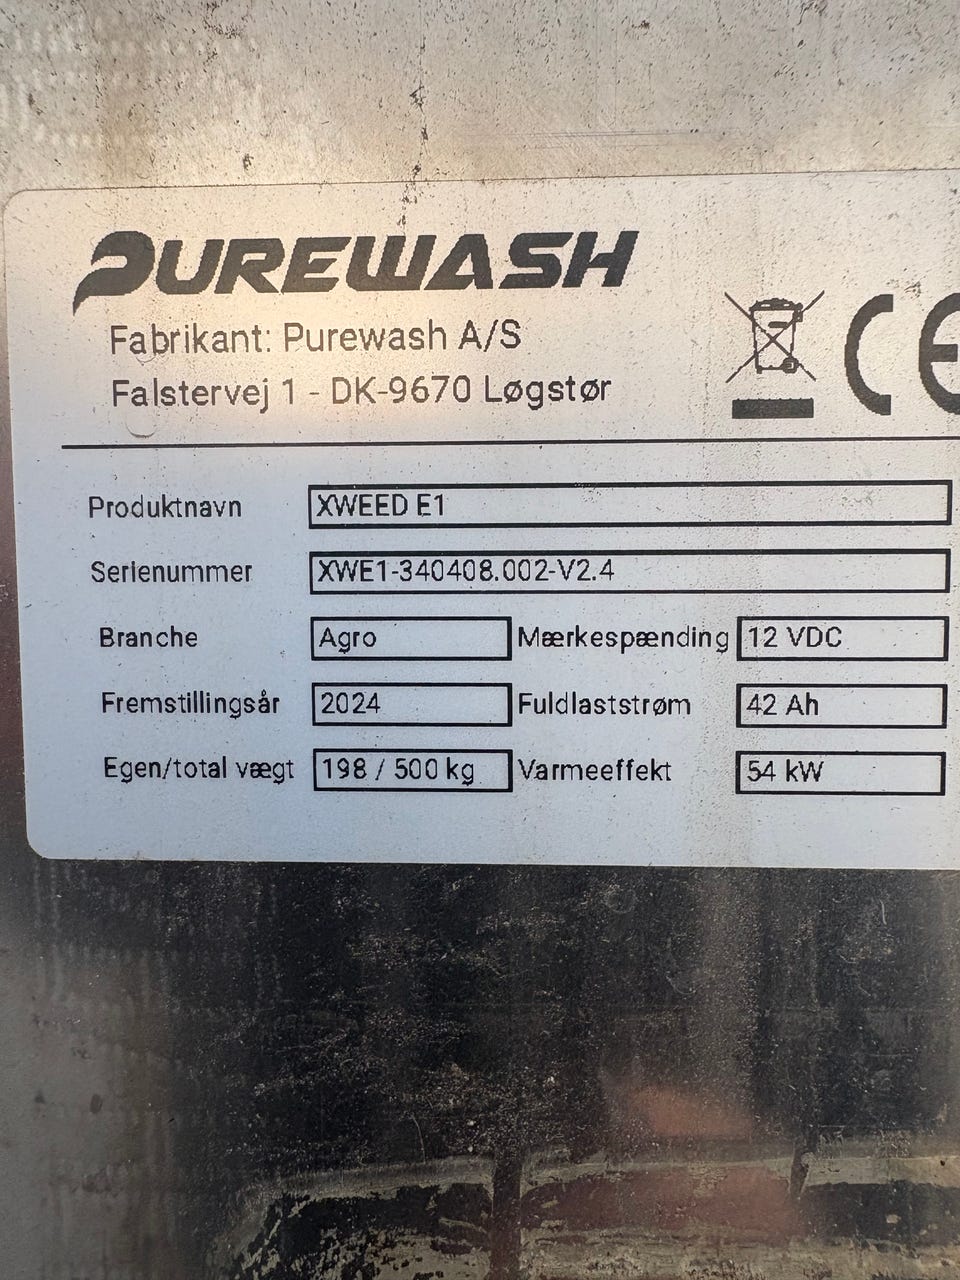 PUREWASH
Fabrikant: Purewash A/S
Falstervej 1 - DK-9670 Løgstør
CE
Produktnavn XWEED E1
Serienummer XWE1-340408.002-V2.4
Branche Agro Mærkespænding 12 VDC
Fremstillingsår 2024 Fuldlaststrøm 42 Ah
Egen/total vægt 198 / 500 kg Varmeeffekt 54 kW